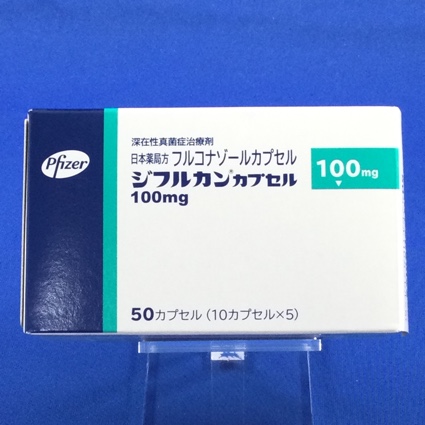 Pfizer
深在性真菌症治療剤
日本薬局方 フルコナゾールカプセル
ジフルカン®カプセル
100mg
100mg
50カプセル（10カプセル×5）